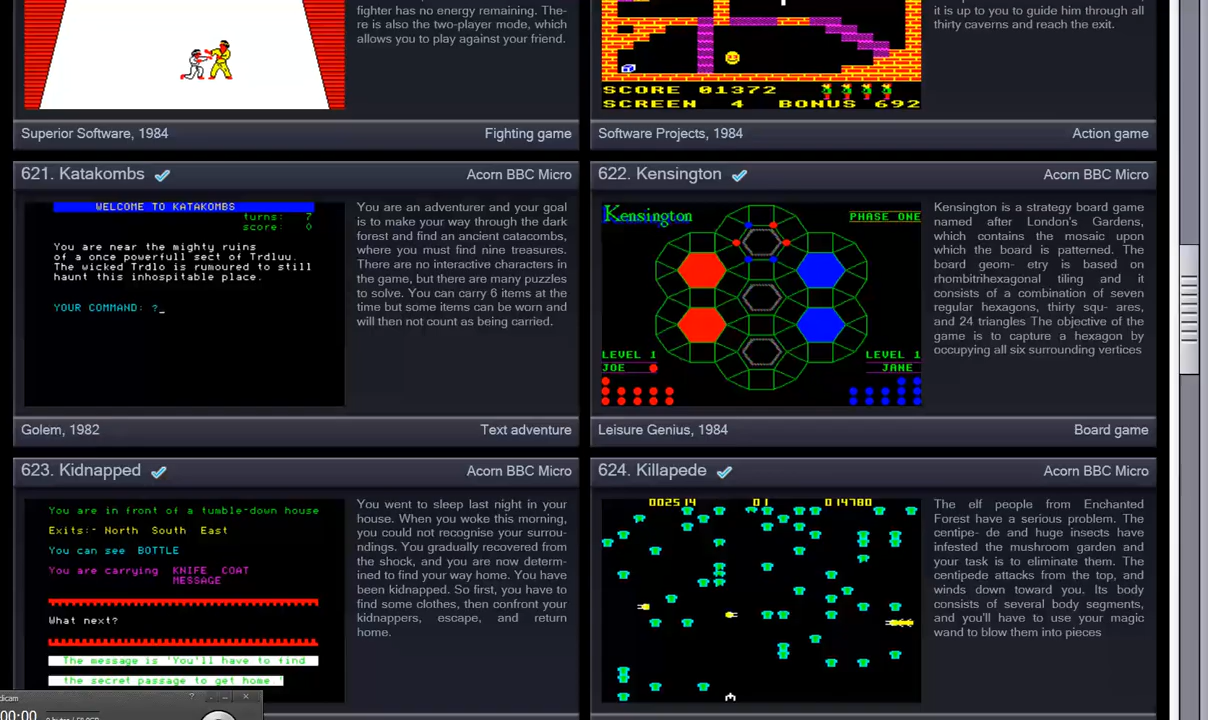 fighter has no energy remaining. The-
re is also the two-player mode, which
allows you to play against your friend.
it is up to you to guide him through all
thirty caverns and reach the exit.
SCORE 01372
SCREEN 4 BONUS 692
Superior Software, 1984
Fighting game
Software Projects, 1984
Action game
621. Katakombs
Acorn BBC Micro
WELCOME TO KATAKOMBS
turns: 7
score: 0
You are near the mighty ruins
of a once powerfull sect of Trdluu.
The wicked Trdlo is rumoured to still
haunt this inhospitable place.
YOUR COMMAND: ?_
You are an adventurer and your goal
is to make your way through the dark
forest and find an ancient catacombs,
where you must find nine treasures.
There are no interactive characters in
the game, but there are many puzzles
to solve. You can carry 6 items at the
time but some items can be worn and
will then not count as being carried.
Golem, 1982
Text adventure
622. Kensington
Acorn BBC Micro
Kensington
PHASE ONE
LEVEL 1
JOE
LEVEL 1
JANE
Kensington is a strategy board game
named after London's Gardens,
which contains the mosaic upon
which the board is patterned. The
board geom- etry is based on
rhombitrihexagonal tiling and it
consists of a combination of seven
regular hexagons, thirty squ- ares,
and 24 triangles The objective of the
game is to capture a hexagon by
occupying all six surrounding vertices
Leisure Genius, 1984
Board game
623. Kidnapped
Acorn BBC Micro
You are in front of a tumble-down house
Exits:- North South East
You can see BOTTLE
You are carrying KNIFE COAT
MESSAGE
What next?
The message is 'You'll have to find
the secret passage to get home '
You went to sleep last night in your
house. When you woke this morning,
you could not recognise your surrou-
ndings. You gradually recovered from
the shock, and you are now determ-
ined to find your way home. You have
been kidnapped. So first, you have to
find some clothes, then confront your
kidnappers, escape, and return
home.
624. Killapede
Acorn BBC Micro
002514 01 014780
The elf people from Enchanted
Forest have a serious problem. The
centipe- de and huge insects have
infested the mushroom garden and
your task is to eliminate them. The
centipede attacks from the top, and
winds down toward you. Its body
consists of several body segments,
and you'll have to use your magic
wand to blow them into pieces
dicam